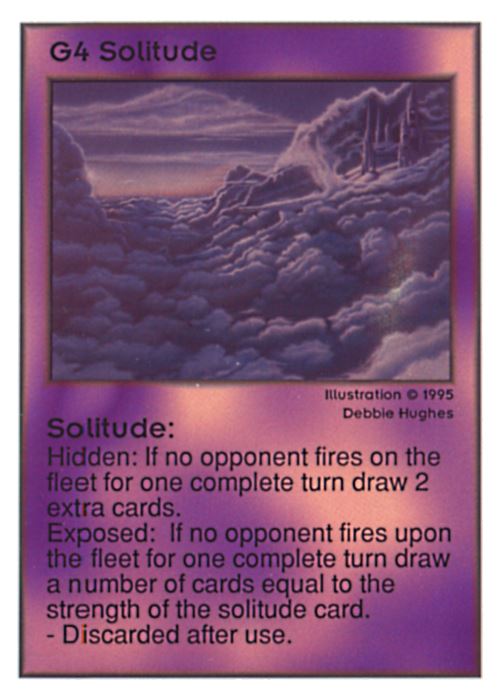 G4 Solitude
Illustration © 1995
Debbie Hughes
Solitude:
Hidden: If no opponent fires on the
fleet for one complete turn draw 2
extra cards.
Exposed:  If no opponent fires upon
the fleet for one complete turn draw
a number of cards equal to the
strength of the solitude card.
- Discarded after use.